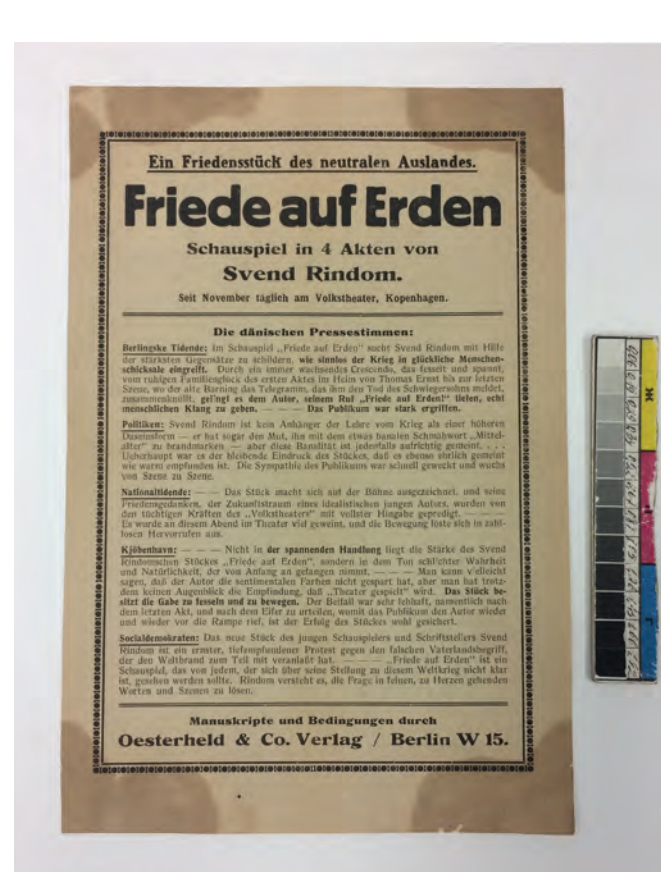 Ein Friedensstück des neutralen Auslandes.
Friede auf Erden
Schauspiel in 4 Akten von
Svend Rindom.
Seit November täglich am Volkstheater, Kopenhagen.
Die dänischen Pressestimmen:
Berlingske Tidende: Im Schauspiel „Friede auf Erden“ sucht Svend Rindom mit Hilfe
der stärksten Gegensätze zu schildern, wie sinnlos der Krieg in glückliche Menschen-
schicksale eingreift. Durch ein immer wachsendes Crescendo, das fesselt und spannt,
vom ruhigen Familienglück des ersten Aktes im Heim von Thomas Ernst bis zur letzten
Szene, wo der alte Barning das Telegramm, das ihm den Tod des Schwiegersohns meldet,
zusammenknüllt, gelingt es dem Autor, seinem Ruf „Friede auf Erden!“ tiefen, echt
menschlichen Klang zu geben. — — — Das Publikum war stark ergriffen.
Politiken: Svend Rindom ist kein Anhänger der Lehre vom Krieg als einer höheren
Daseinsform — er hat sogar den Mut, ihn mit dem etwas banalen Schmähwort „Mittel-
alter“ zu brandmarken — aber diese Banalität ist jedenfalls aufrichtig gemeint. . . .
Ueberhaupt war es der bleibende Eindruck des Stückes, daß es ebenso ehrlich gemeint
wie warm empfunden ist. Die Sympathie des Publikums war schnell geweckt und wuchs
von Szene zu Szene.
Nationaltidende: — — Das Stück macht sich auf der Bühne ausgezeichnet, und seine
Friedensgedanken, der Zukunftstraum eines idealistischen jungen Autors, wurden von
den tüchtigen Kräften des „Volkstheaters“ mit vollster Hingabe gepredigt. — — —
Es wurde an diesem Abend im Theater viel geweint, und die Bewegung löste sich in zahl-
losen Hervorrufen aus.
Kjöbenhavn: — — — Nicht in der spannenden Handlung liegt die Stärke des Svend
Rindomschen Stückes „Friede auf Erden“, sondern in dem Ton schlichter Wahrheit
und Natürlichkeit, der von Anfang an gefangen nimmt. — — — Man kann vielleicht
sagen, daß der Autor die sentimentalen Farben nicht gespart hat, aber man hat trotz-
dem keinen Augenblick die Empfindung, daß „Theater gespielt“ wird. Das Stück be-
sitzt die Gabe zu fesseln und zu bewegen. Der Beifall war sehr lebhaft, namentlich nach
dem letzten Akt, und nach dem Eifer zu urteilen, womit das Publikum den Autor wieder
und wieder vor die Rampe rief, ist der Erfolg des Stückes wohl gesichert.
Socialdemokraten: Das neue Stück des jungen Schauspielers und Schriftstellers Svend
Rindom ist ein ernster, tiefempfundener Protest gegen den falschen Vaterlandsbegriff,
der den Weltbrand zum Teil mit veranlaßt hat. — — — „Friede auf Erden“ ist ein
Schauspiel, das von jedem, der sich über seine Stellung zu diesem Weltkrieg nicht klar
ist, gesehen werden sollte. Rindom versteht es, die Frage in feinen, zu Herzen gehenden
Worten und Szenen zu lösen.
Manuskripte und Bedingungen durch
Oesterheld & Co. Verlag / Berlin W 15.